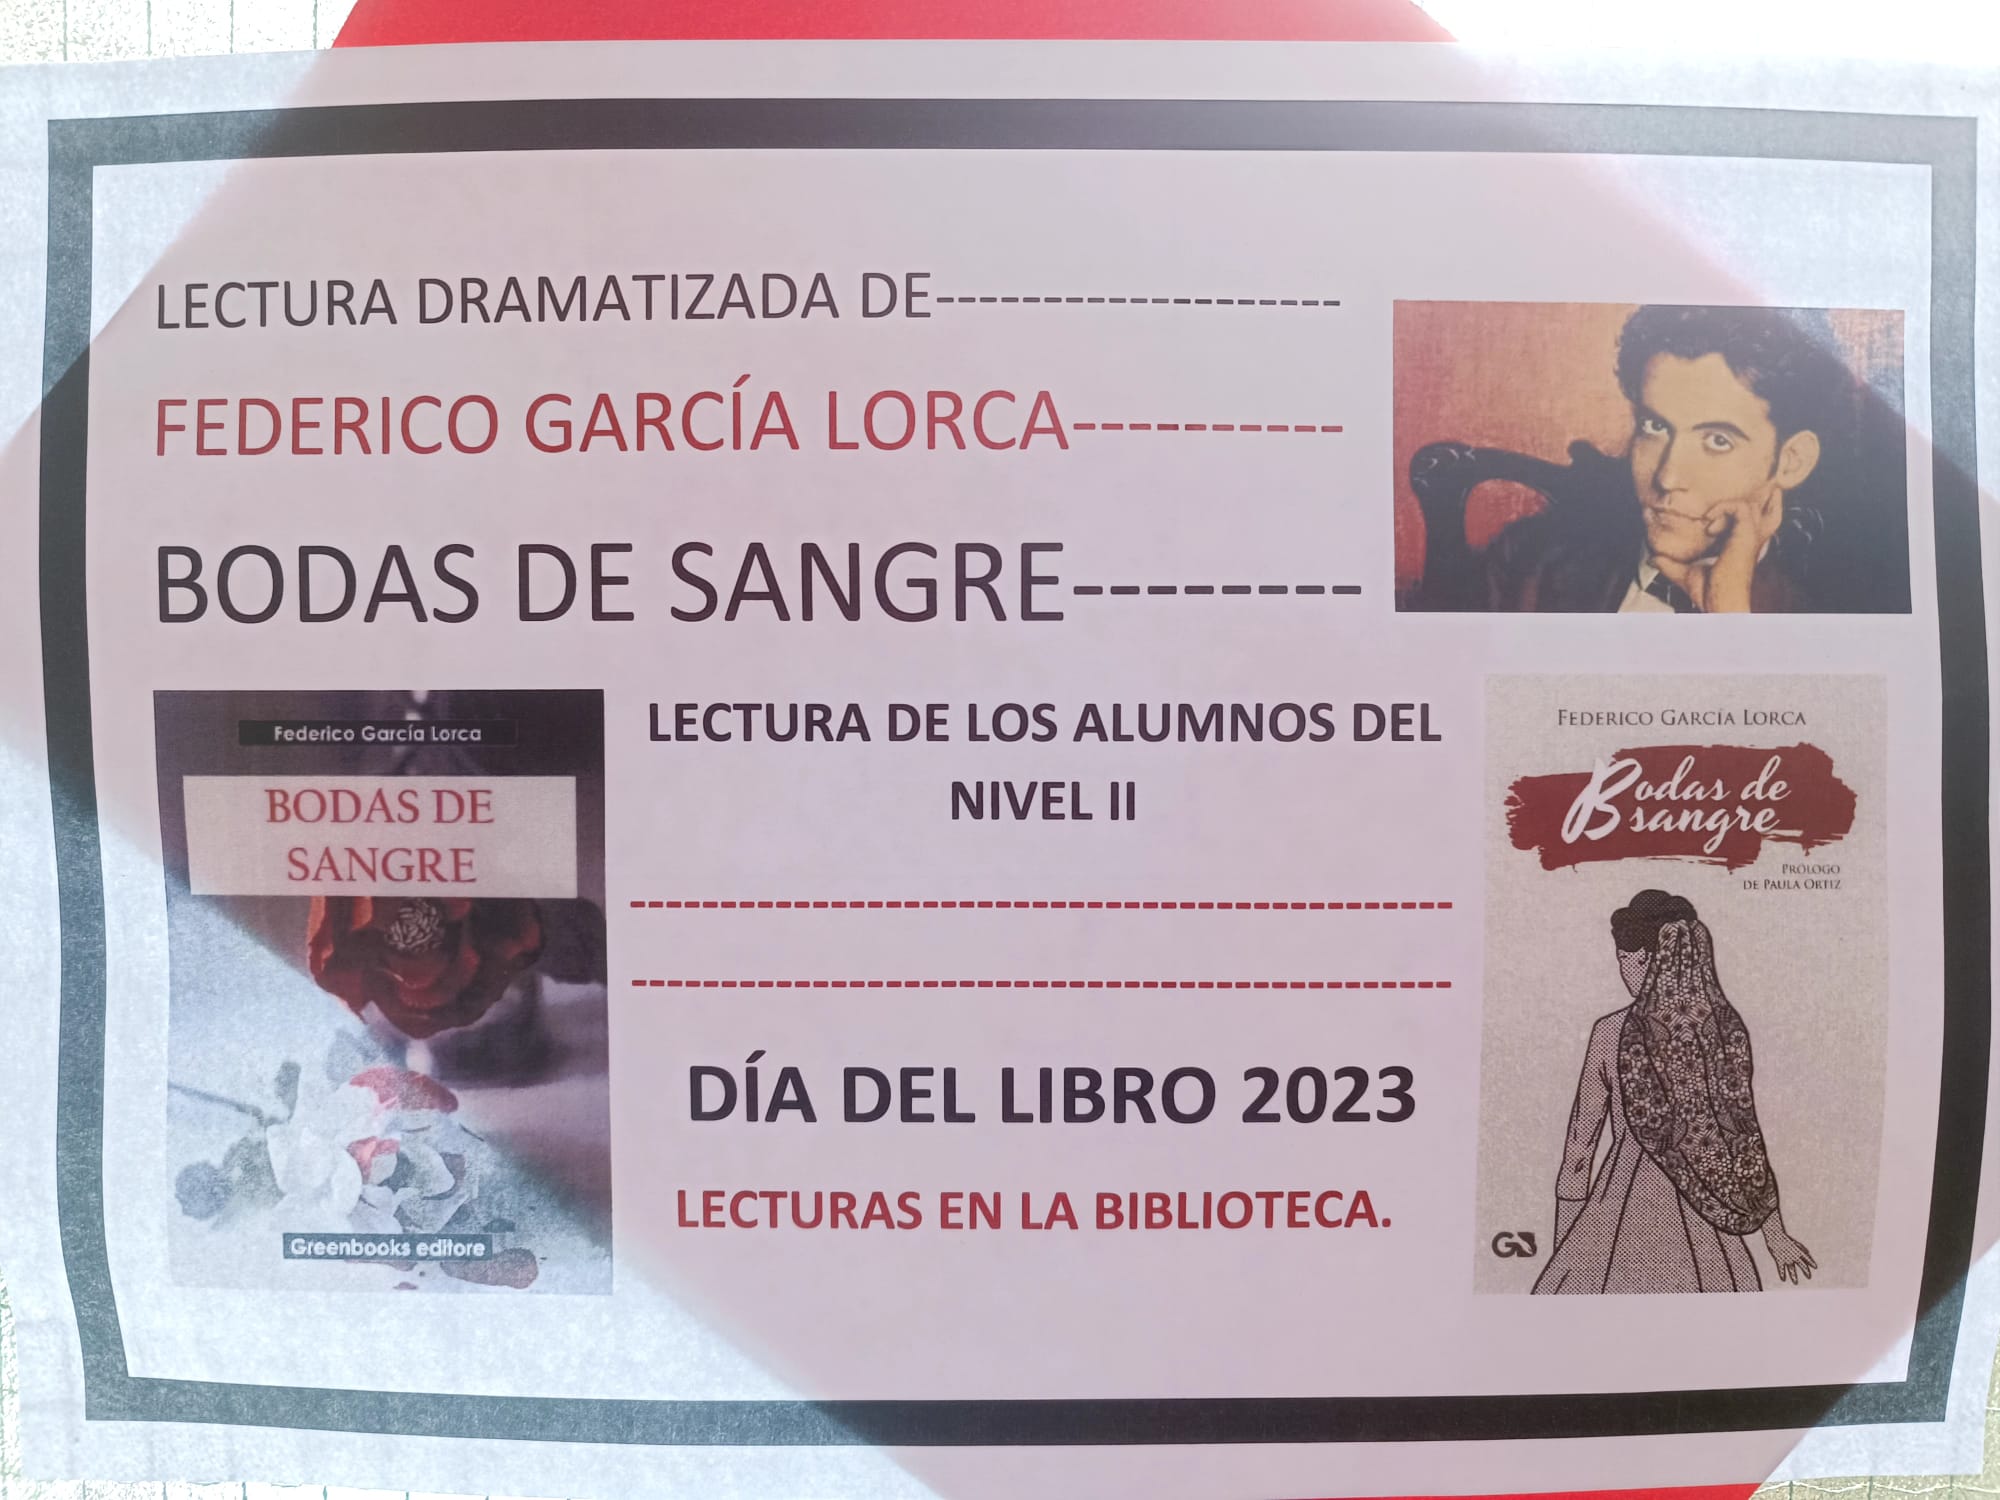 LECTURA DRAMATIZADA DE-------------------
FEDERICO GARCÍA LORCA----------
BODAS DE SANGRE--------
Federico García Lorca
BODAS DE
SANGRE
Greenbooks editore
LECTURA DE LOS ALUMNOS DEL
NIVEL II
DÍA DEL LIBRO 2023
LECTURAS EN LA BIBLIOTECA.
FEDERICO GARCÍA LORCA
Bodas de
sangre
PRÓLOGO
DE PAULA ORTIZ